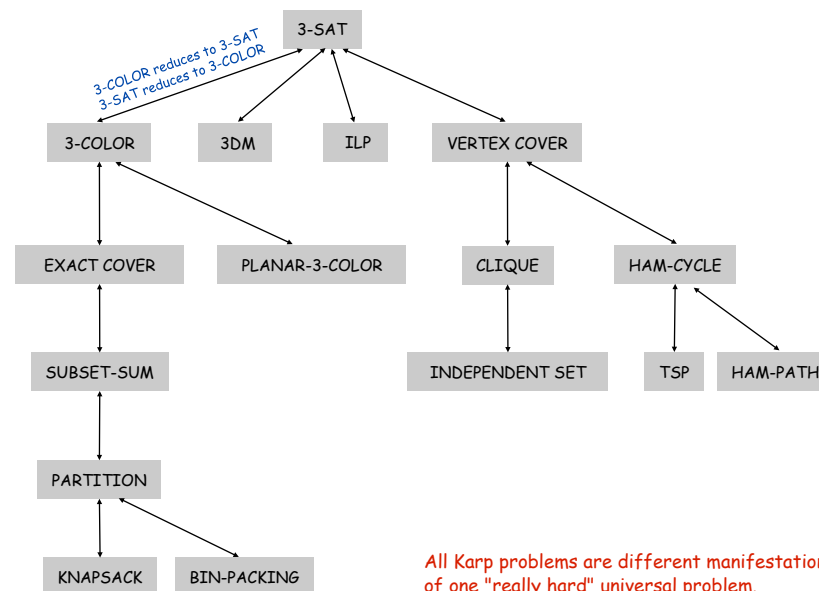 3-SAT
3-COLOR reduces to 3-SAT
3-SAT reduces to 3-COLOR
3-COLOR
3DM
ILP
VERTEX COVER
EXACT COVER
PLANAR-3-COLOR
CLIQUE
HAM-CYCLE
SUBSET-SUM
INDEPENDENT SET
TSP
HAM-PATH
PARTITION
All Karp problems are different manifestation
of one "really hard" universal problem.
KNAPSACK
BIN-PACKING